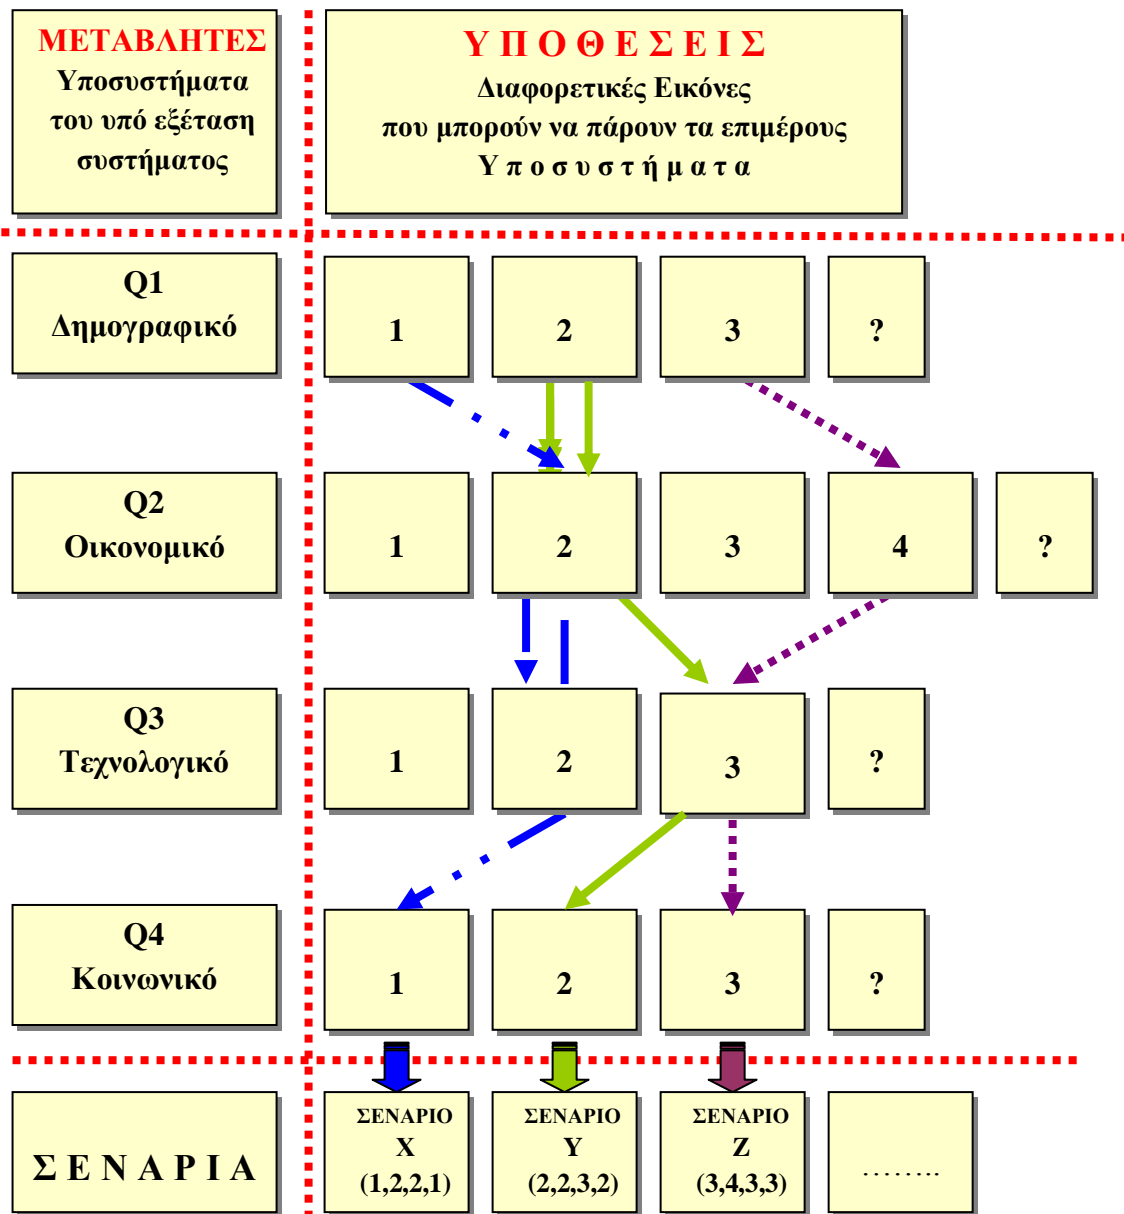 ΜΕΤΑΒΛΗΤΕΣ
Υποσυστήματα
του υπό εξέταση
συστήματος
Υ Π Ο Θ Ε Σ Ε Ι Σ
Διαφορετικές Εικόνες
που μπορούν να πάρουν τα επιμέρους
Υ π ο σ υ σ τ ή μ α τ α
Q1
Δημογραφικό
1 2 3 ?
Q2
Οικονομικό
1 2 3 4 ?
Q3
Τεχνολογικό
1 2 3 ?
Q4
Κοινωνικό
1 2 3 ?
Σ Ε Ν Α Ρ Ι Α
ΣΕΝΑΡΙΟ
Χ
(1,2,2,1)
ΣΕΝΑΡΙΟ
Υ
(2,2,3,2)
ΣΕΝΑΡΙΟ
Ζ
(3,4,3,3)
……..